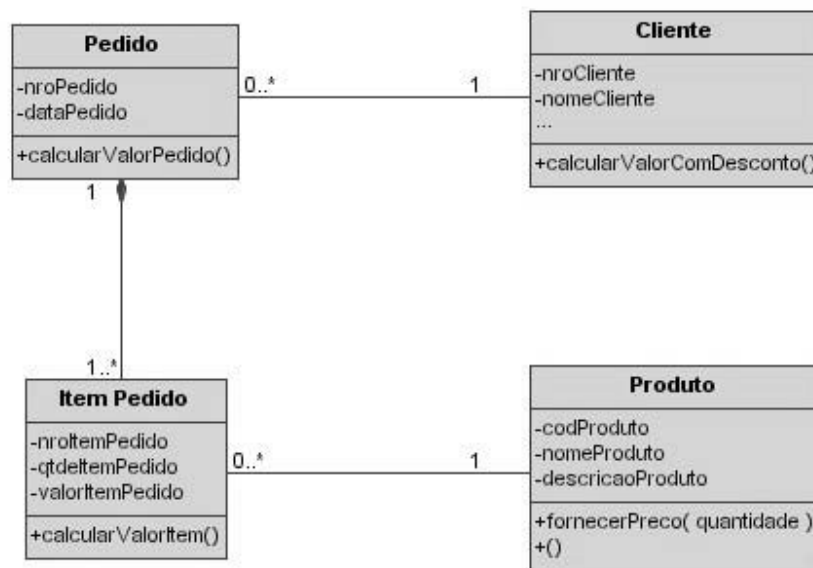 Pedido
-nroPedido
-dataPedido
+calcularValorPedido()
0..*
1
Cliente
-nroCliente
-nomeCliente
...
+calcularValorComDesconto()
1
1..*
Item Pedido
-nroItemPedido
-qtdeItemPedido
-valorItemPedido
+calcularValorItem()
0..*
1
Produto
-codProduto
-nomeProduto
-descricaoProduto
+fornecerPreco( quantidade )
+()